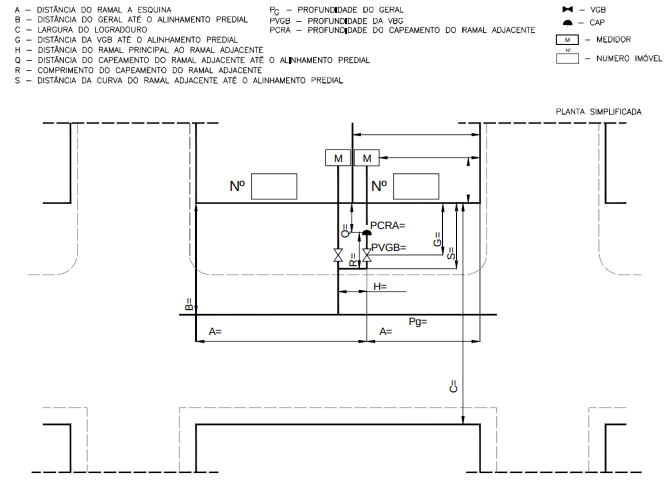 A – DISTÂNCIA DO RAMAL A ESQUINA
B – DISTÂNCIA DO GERAL ATÉ O ALINHAMENTO PREDIAL
C – LARGURA DO LOGRADOURO
G – DISTÂNCIA DA VGB ATÉ O ALINHAMENTO PREDIAL
H – DISTÂNCIA DO RAMAL PRINCIPAL AO RAMAL ADJACENTE
Q – DISTÂNCIA DO CAPEAMENTO DO RAMAL ADJACENTE ATÉ O ALINHAMENTO PREDIAL
R – COMPRIMENTO DO CAPEAMENTO DO RAMAL ADJACENTE
S – DISTÂNCIA DA CURVA DO RAMAL ADJACENTE ATÉ O ALINHAMENTO PREDIAL
PG – PROFUNDIDADE DO GERAL
PVGB – PROFUNDIDADE DA VBG
PCRA – PROFUNDIDADE DO CAPEAMENTO DO RAMAL ADJACENTE
– VGB
– CAP
M – MEDIDOR
Nº
– NUMERO IMÓVEL
PLANTA SIMPLIFICADA
M M
Nº Nº
PCRA=
Q=
PVGB=
G=
S=
R=
H=
B=
Pg=
A= A=
C=